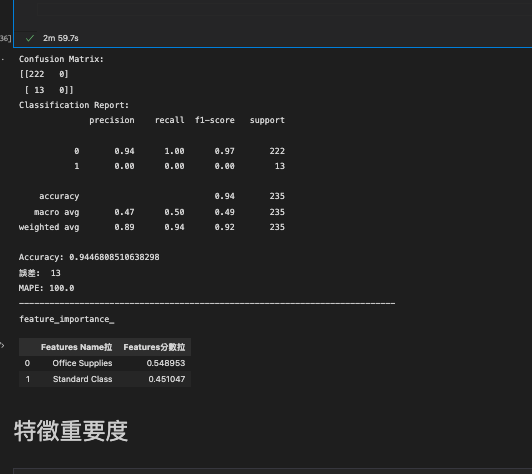 36]
2m 59.7s
Confusion Matrix:
[[222   0]
 [ 13   0]]
Classification Report:
              precision    recall  f1-score   support

           0       0.94      1.00      0.97       222
           1       0.00      0.00      0.00        13

    accuracy                           0.94       235
   macro avg       0.47      0.50      0.49       235
weighted avg       0.89      0.94      0.92       235

Accuracy: 0.9446808510638298
誤差:  13
MAPE: 100.0
------------------------------------------------------------------------
feature_importance_
Features Name拉 Features分數拉
0 Office Supplies 0.548953
1 Standard Class 0.451047
特徵重要度